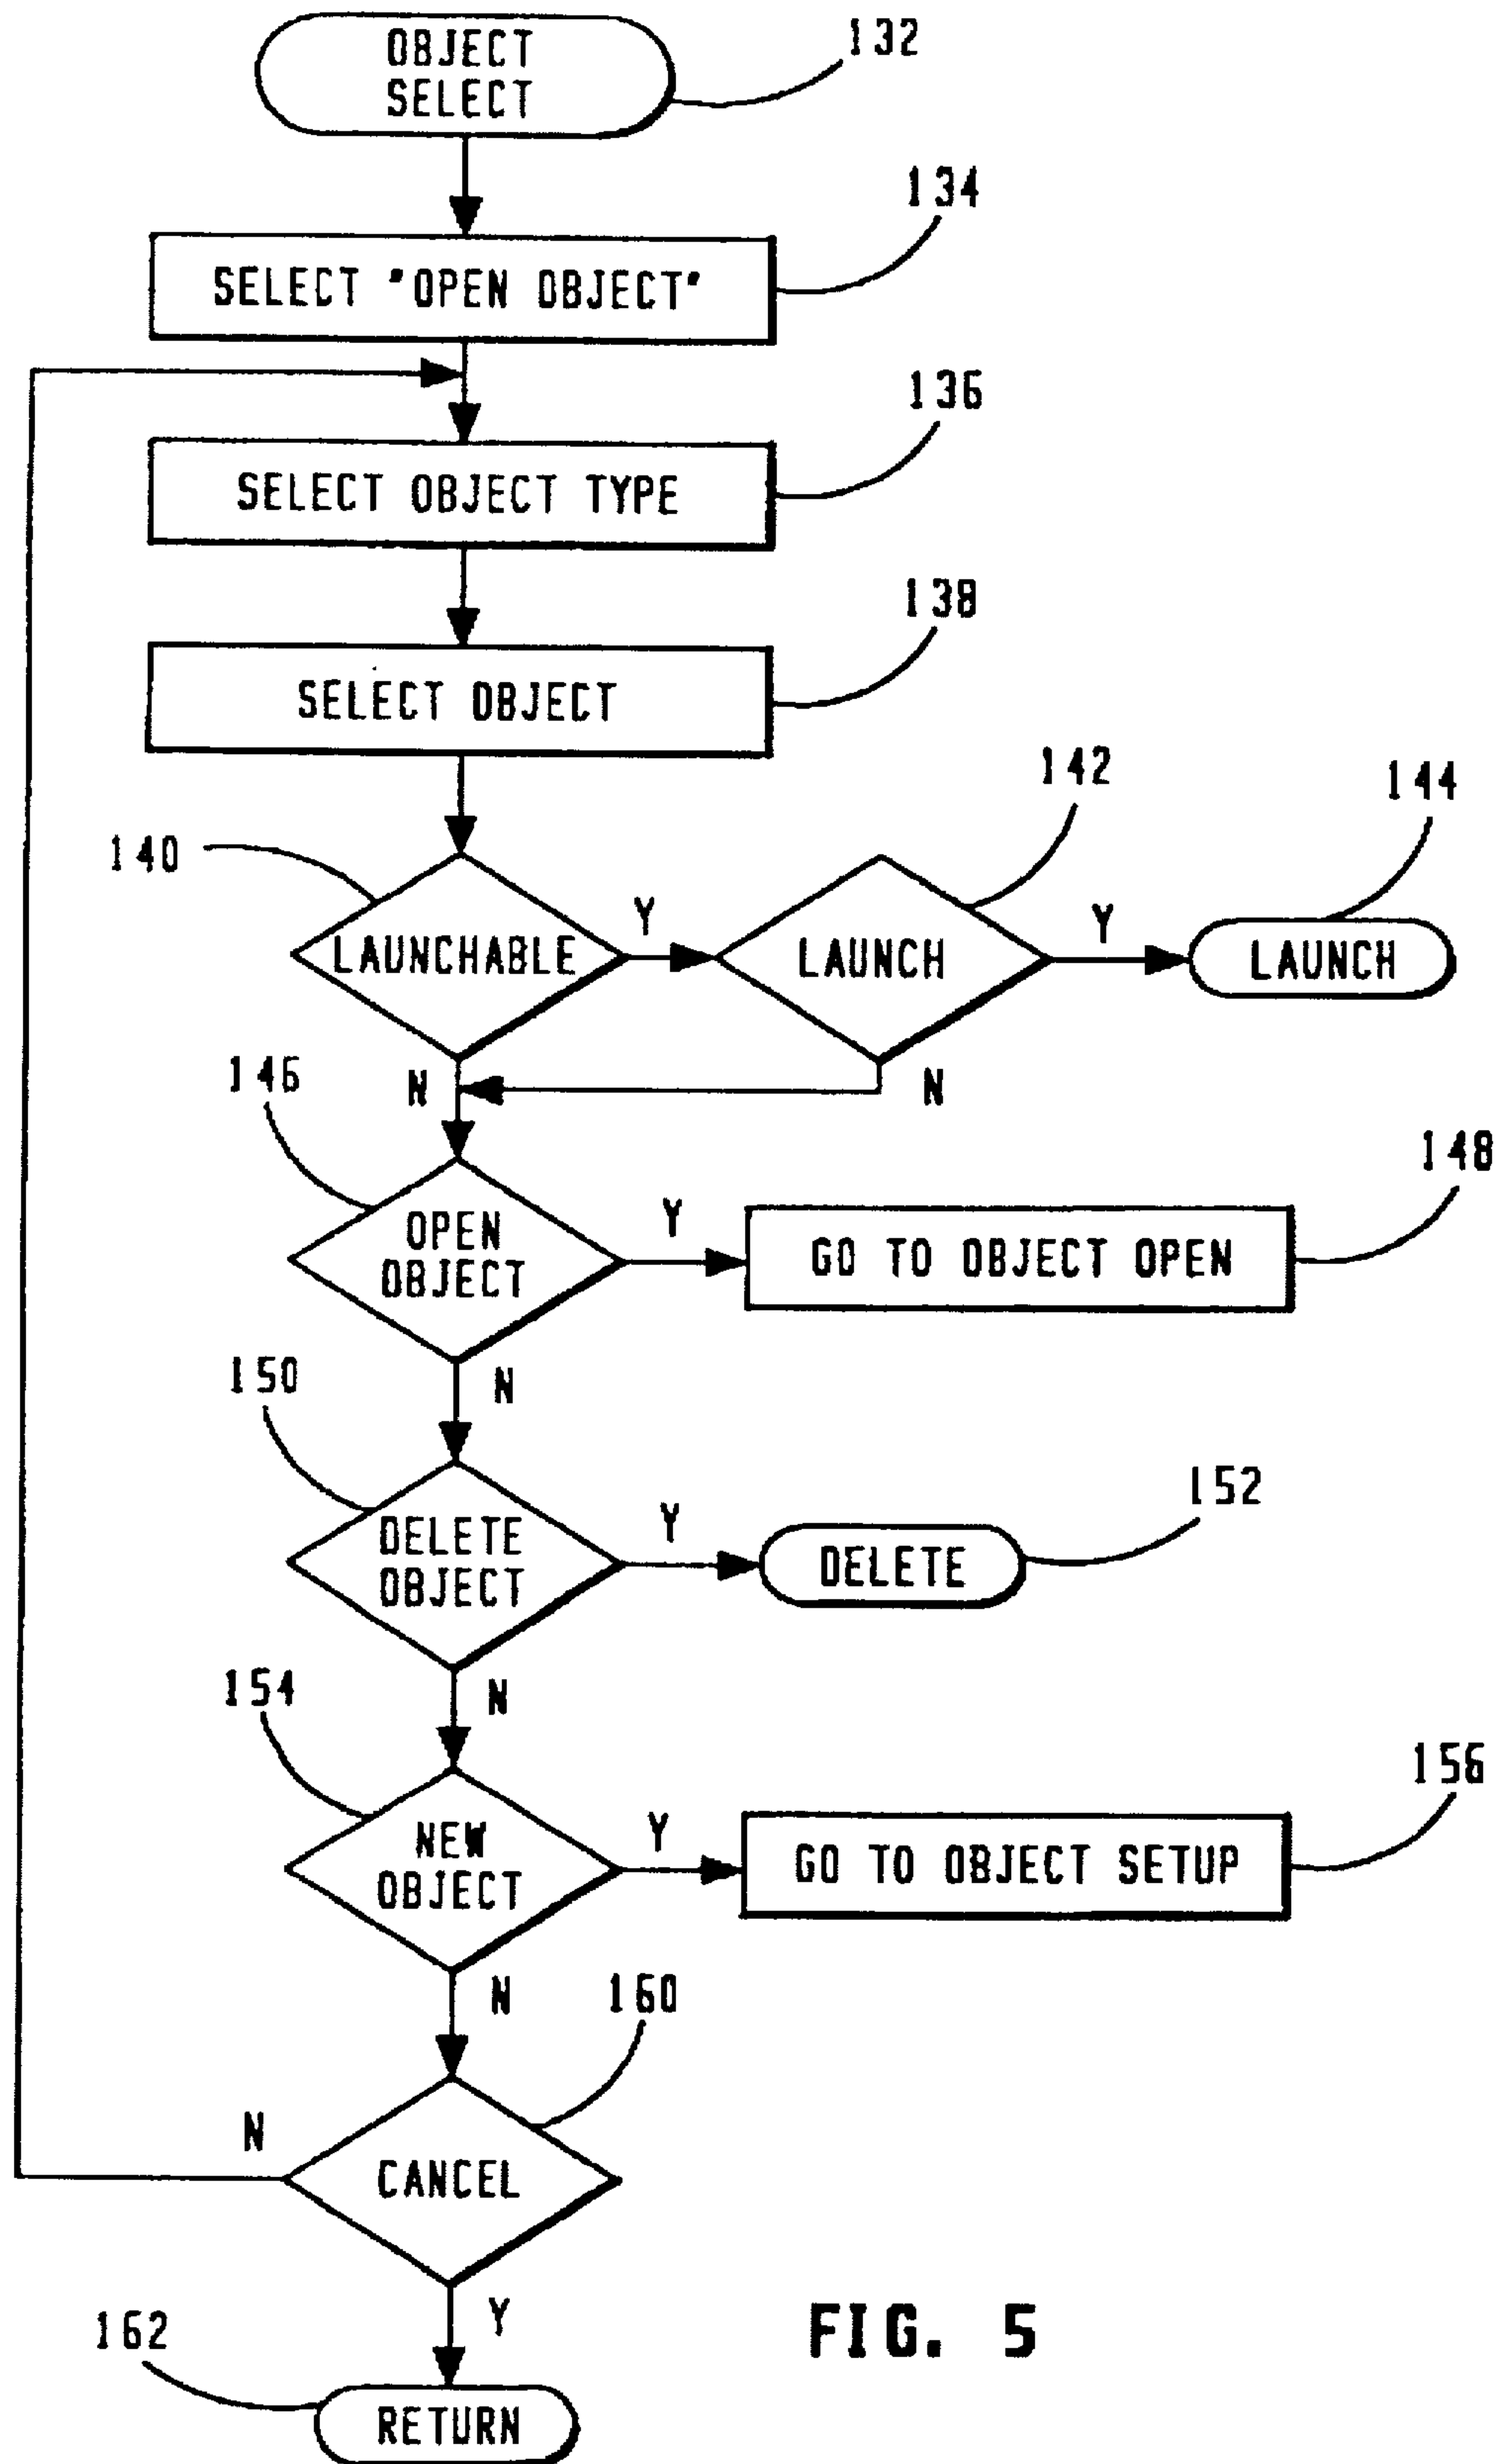 OBJECT
SELECT
132
134
SELECT "OPEN OBJECT"
136
SELECT OBJECT TYPE
138
SELECT OBJECT
142
144
140
LAUNCHABLE
Y
LAUNCH
Y
LAUNCH
146
N
N
148
OPEN
OBJECT
Y
GO TO OBJECT OPEN
150
N
152
DELETE
OBJECT
Y
DELETE
154
N
156
NEW
OBJECT
Y
GO TO OBJECT SETUP
N
160
N
CANCEL
Y
162
RETURN
FIG. 5